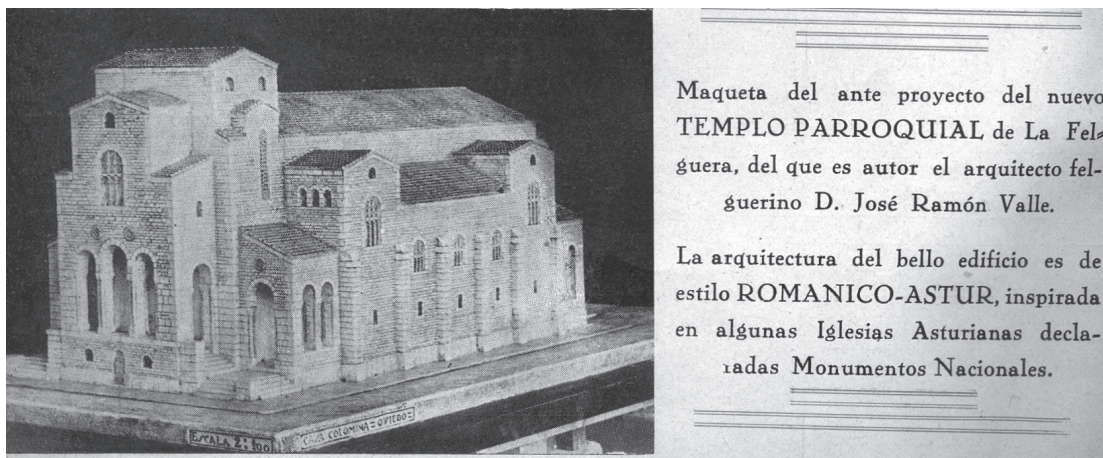 Maqueta del ante proyecto del nuevo
TEMPLO PARROQUIAL de La Fel-
guera, del que es autor el arquitecto fel-
guerino D. José Ramón Valle.
La arquitectura del bello edificio es de
estilo ROMANICO-ASTUR, inspirada
en algunas Iglesias Asturianas decla-
radas Monumentos Nacionales.
ESCALA 2:100
CASA COLOMINA=OVIEDO=